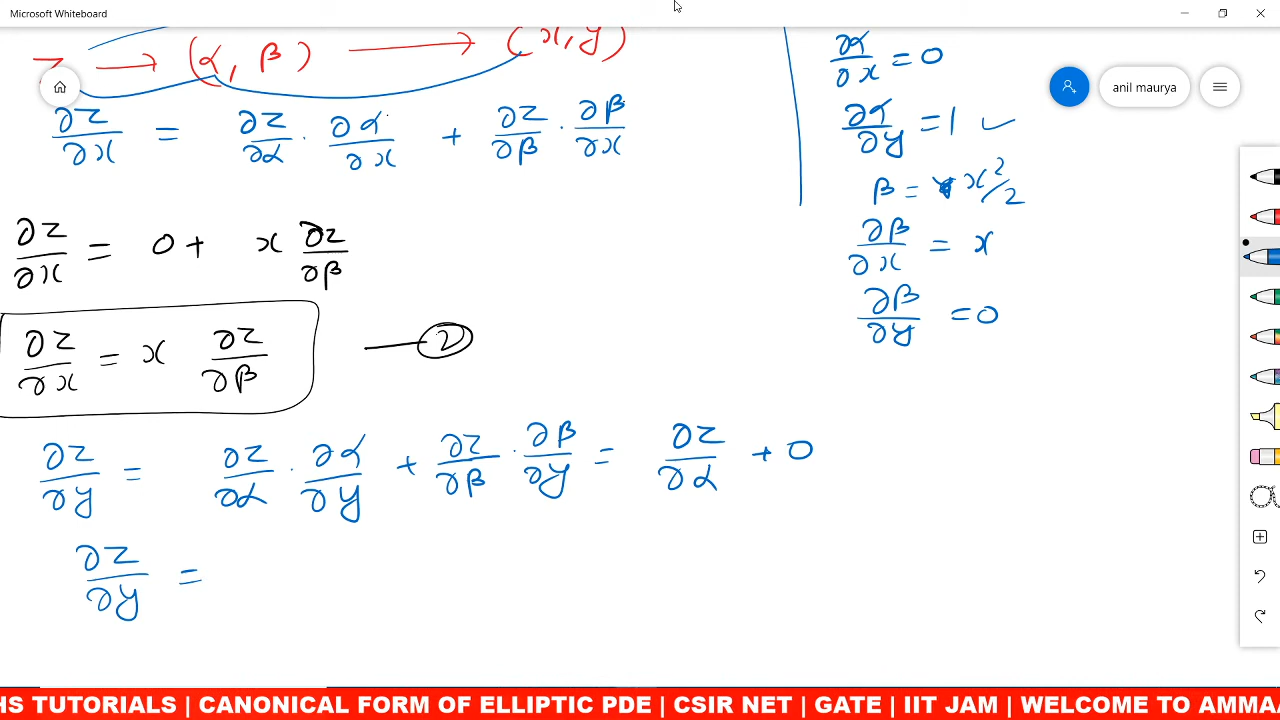 Microsoft Whiteboard
Z → (α, β) → (x, y)
∂α/∂x = 0
anil maurya
∂z/∂x = ∂z/∂α · ∂α/∂x + ∂z/∂β · ∂β/∂x
∂α/∂y = 1 ✓
β = x²/2
∂z/∂x = 0 + x ∂z/∂β
∂β/∂x = x
∂β/∂y = 0
∂z/∂x = x ∂z/∂β — ②
∂z/∂y = ∂z/∂α · ∂α/∂y + ∂z/∂β · ∂β/∂y = ∂z/∂α + 0
∂z/∂y =
HS TUTORIALS | CANONICAL FORM OF ELLIPTIC PDE | CSIR NET | GATE | IIT JAM | WELCOME TO AMMA